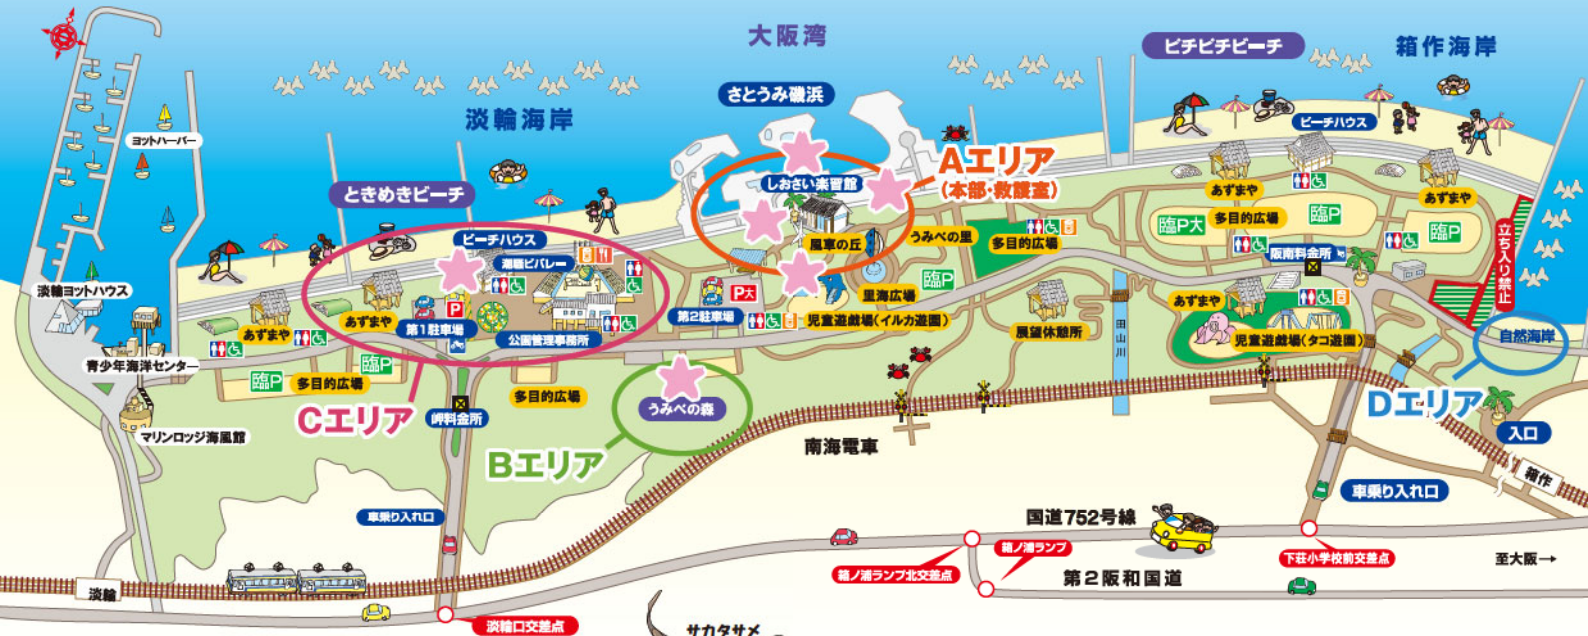 大阪湾
ピチピチビーチ
箱作海岸
さとうみ磯浜
淡輪海岸
ヨットハーバー
ビーチハウス
Aエリア
(本部・救護室)
しおさい楽習館
ときめきビーチ
あずまや
あずまや
臨P大
多目的広場
臨P
臨P
ビーチハウス
風車の丘
うみべの里
多目的広場
立ち入り禁止
潮騒ビバレー
阪南料金所
淡輪ヨットハウス
臨P
P大
里海広場
あずまや
P
第1駐車場
第2駐車場
児童遊戯場(イルカ遊園)
展望休憩所
田山川
児童遊戯場(タコ遊園)
自然海岸
あずまや
あずまや
公園管理事務所
青少年海洋センター
臨P
臨P
多目的広場
多目的広場
うみべの森
Cエリア
岬料金所
Dエリア
入口
マリンロッジ海風館
Bエリア
南海電車
箱作
車乗り入れ口
車乗り入れ口
国道752号線
箱ノ浦ランプ
下荘小学校前交差点
至大阪→
箱ノ浦ランプ北交差点
第2阪和国道
淡輪
淡輪口交差点
サカタザメ